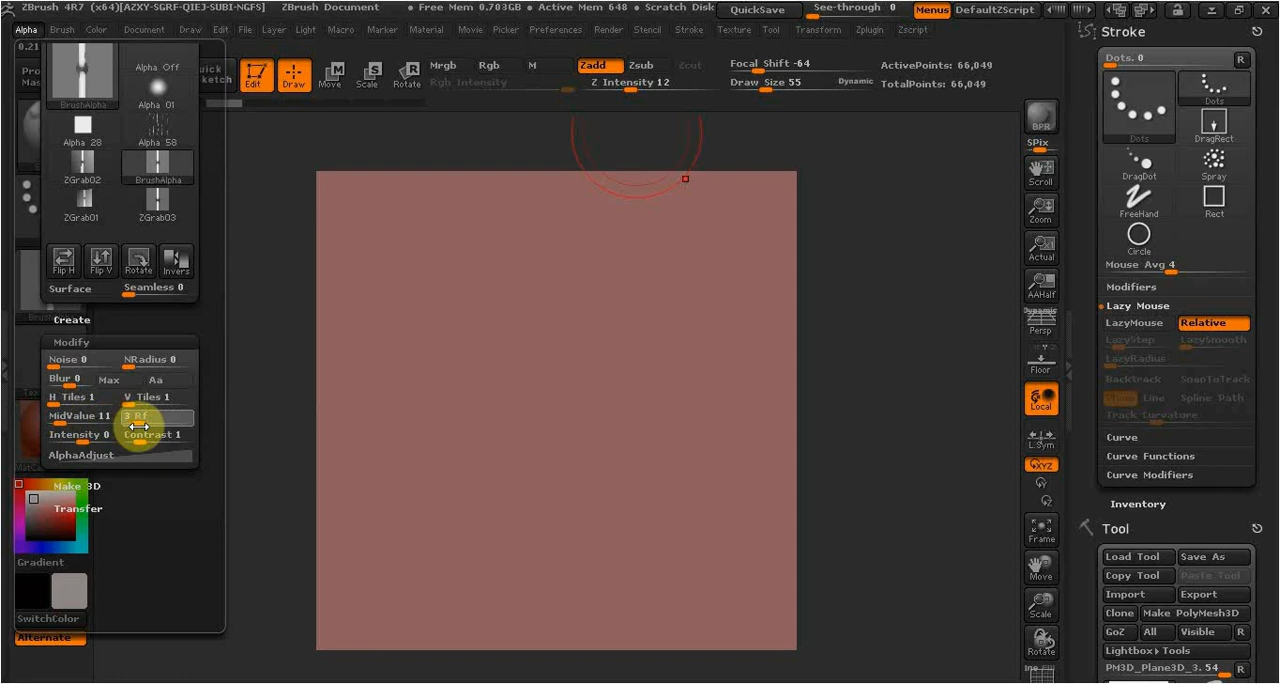 ZBrush 4R7 (x64)[AZXY-SGRF-QIEJ-SUBI-NGFS] ZBrush Document • Free Mem 0.703GB • Active Mem 648 • Scratch Disk QuickSave See-through 0 Menus DefaultZScript
Alpha Brush Color Document Draw Edit File Layer Light Macro Marker Material Movie Picker Preferences Render Stencil Stroke Texture Tool Transform Zplugin Zscript
0.21
Quick Sketch
Edit Draw Move Scale Rotate
Mrgb Rgb M
Rgb Intensity
Zadd Zsub Zcut
Z Intensity 12
Focal Shift -64
Draw Size 55 Dynamic
ActivePoints: 66,049
TotalPoints: 66,049
BrushAlpha
Alpha Off
Alpha 01
Alpha 28 Alpha 58
ZGrab02 BrushAlpha
ZGrab01 ZGrab03
Flip H Flip V Rotate Invers
Surface Seamless 0
Create
Modify
Noise 0 NRadius 0
Blur 0 Max Aa
H Tiles 1 V Tiles 1
MidValue 11
Intensity 0 Contrast 1
AlphaAdjust
Make 3D
Transfer
Gradient
SwitchColor
Alternate
BPR
SPix
Scroll
Zoom
Actual
AAHalf
Dynamic
Persp
Floor
Local
L.Sym
XYZ
Y
Z
Frame
Move
Scale
Rotate
Stroke
Dots. 0 R
Dots Dots
DragRect
DragDot Spray
FreeHand Rect
Circle
Mouse Avg 4
Modifiers
Lazy Mouse
LazyMouse Relative
LazyStep LazySmooth
LazyRadius
Backtrack SnapToTrack
Line Spline Path
Track Curvature
Curve
Curve Functions
Curve Modifiers
Inventory
Tool
Load Tool Save As
Copy Tool Paste Tool
Import Export
Clone Make PolyMesh3D
GoZ All Visible R
Lightbox▸Tools
PM3D_Plane3D_3. 54 R